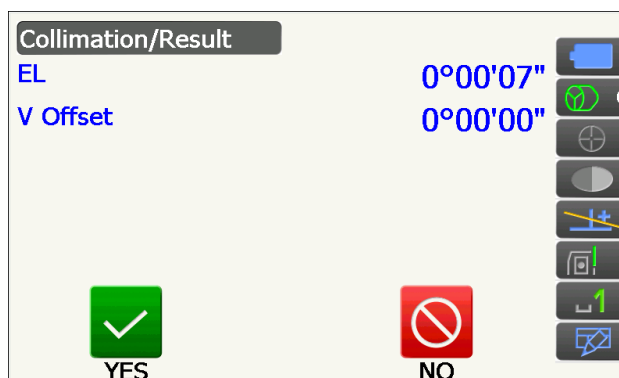 Collimation/Result
EL 0°00'07"
V Offset 0°00'00"
1
YES NO